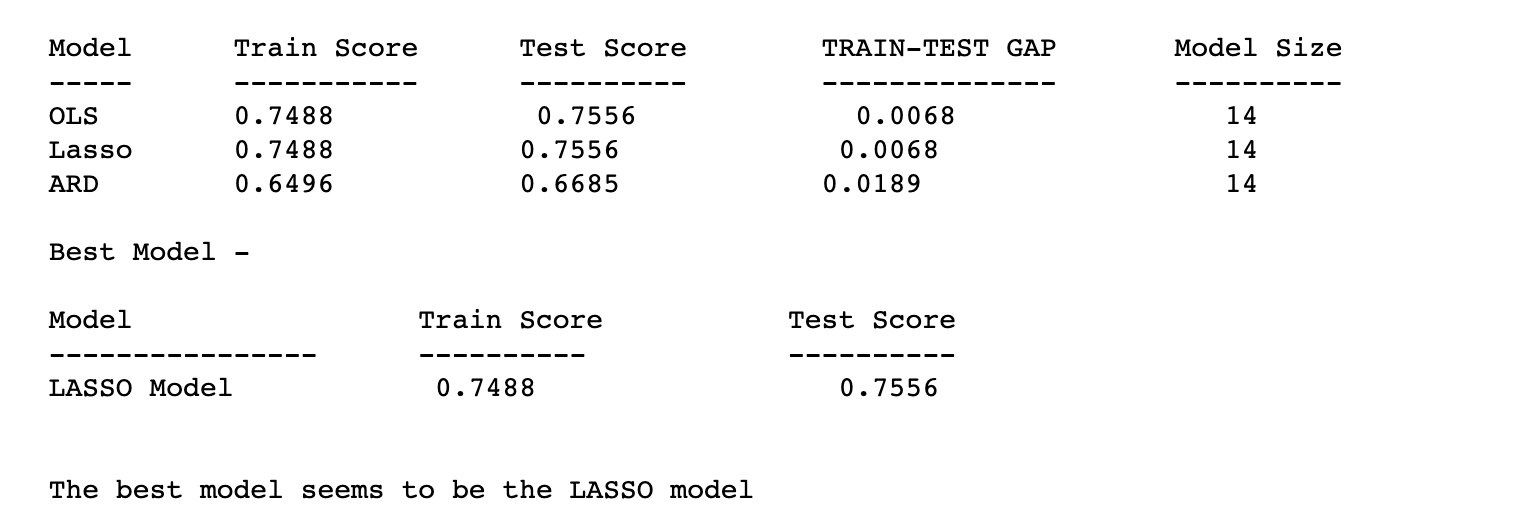 Model Train Score Test Score TRAIN-TEST GAP Model Size
----- ----------- ---------- -------------- ----------
OLS 0.7488 0.7556 0.0068 14
Lasso 0.7488 0.7556 0.0068 14
ARD 0.6496 0.6685 0.0189 14
Best Model -
Model Train Score Test Score
---------------- ---------- ----------
LASSO Model 0.7488 0.7556
The best model seems to be the LASSO model